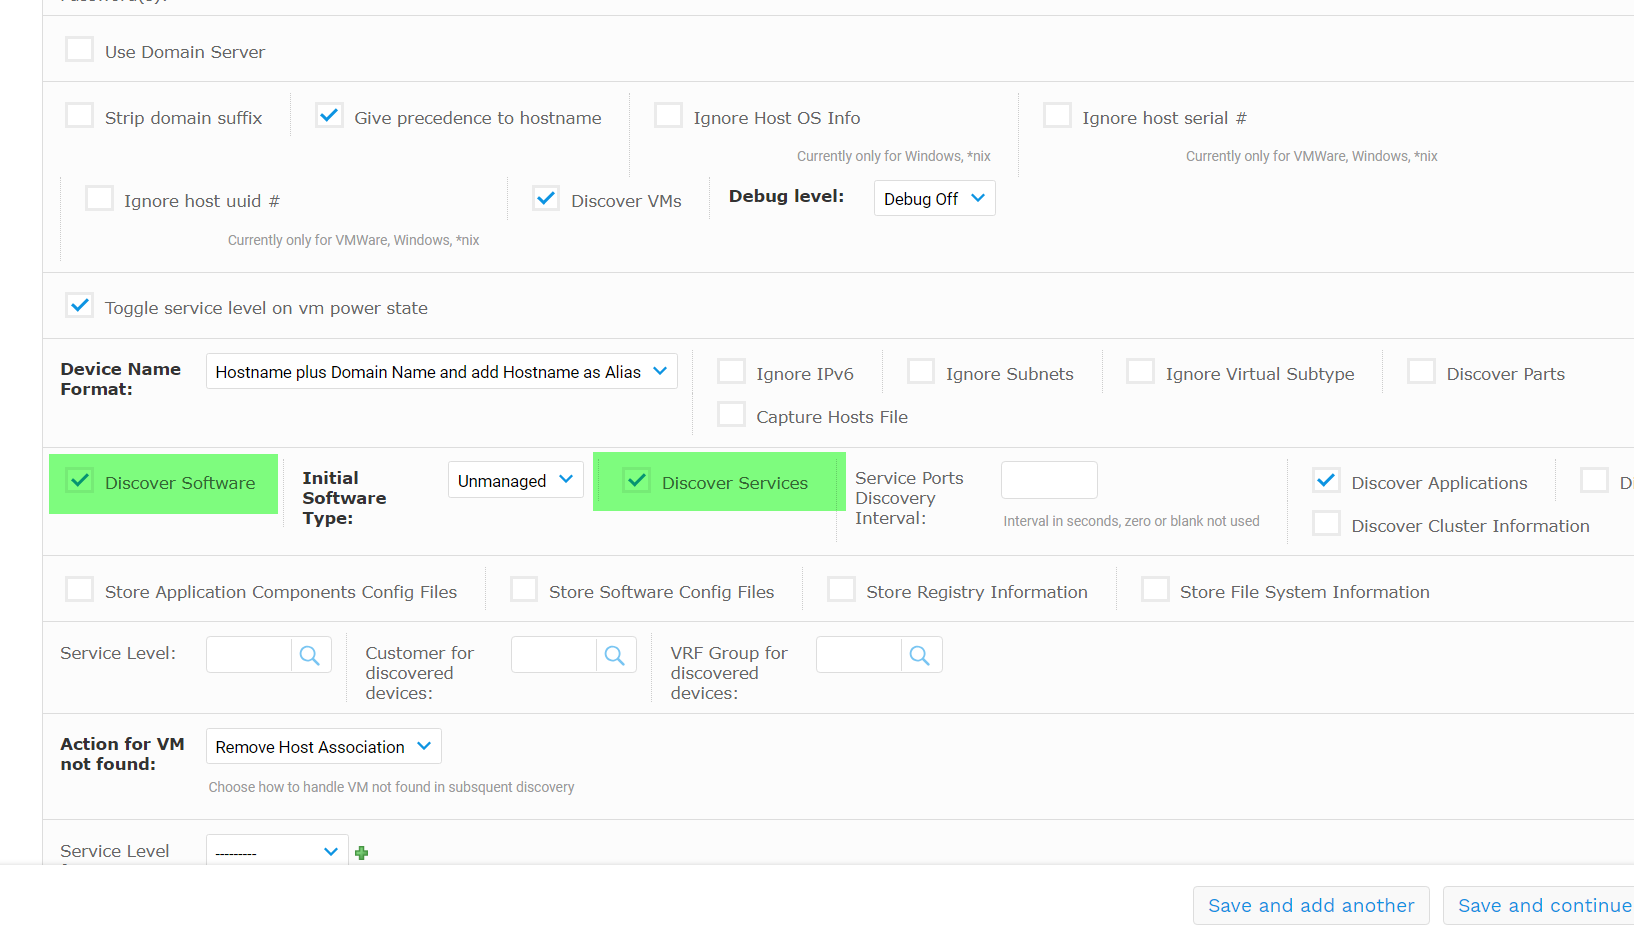 Use Domain Server
Strip domain suffix
Give precedence to hostname
Ignore Host OS Info
Ignore host serial #
Currently only for Windows, *nix
Currently only for VMWare, Windows, *nix
Ignore host uuid #
Discover VMs
Debug level:
Debug Off
Currently only for VMWare, Windows, *nix
Toggle service level on vm power state
Device Name
Format:
Hostname plus Domain Name and add Hostname as Alias
Ignore IPv6
Ignore Subnets
Ignore Virtual Subtype
Discover Parts
Capture Hosts File
Discover Software
Initial
Software
Type:
Unmanaged
Discover Services
Service Ports
Discovery
Interval:
Interval in seconds, zero or blank not used
Discover Applications
Discover Cluster Information
Store Application Components Config Files
Store Software Config Files
Store Registry Information
Store File System Information
Service Level:
Customer for
discovered
devices:
VRF Group for
discovered
devices:
Action for VM
not found:
Remove Host Association
Choose how to handle VM not found in subsquent discovery
Service Level
---------
Save and add another
Save and continue